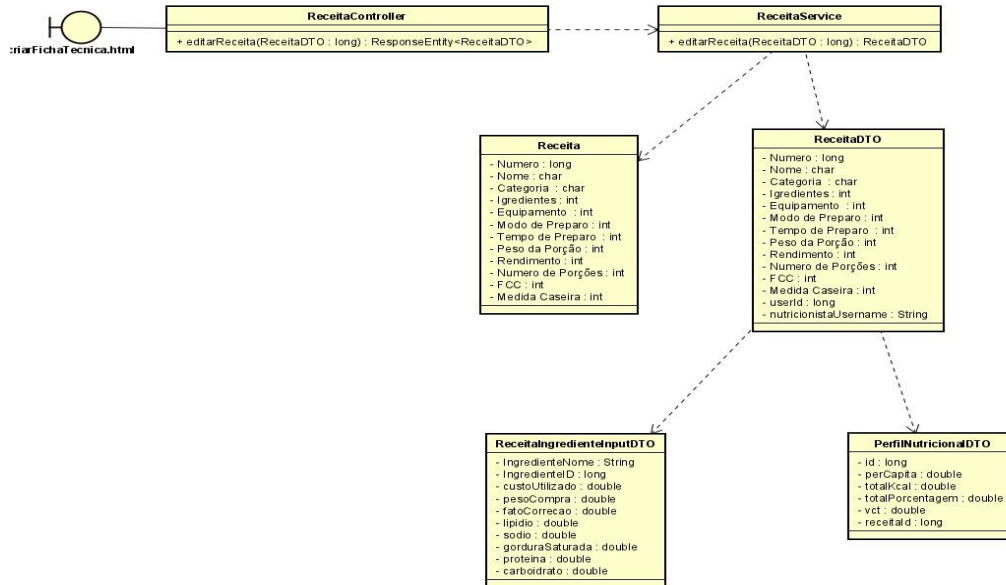 ReceitaController
+ editarReceita(ReceitaDTO : long) : ResponseEntity<ReceitaDTO>
ReceitaService
+ editarReceita(ReceitaDTO : long) : ReceitaDTO
criarFichaTecnica.html
Receita
- Numero : long
- Nome : char
- Categoria : char
- Igredientes : int
- Equipamento : int
- Modo de Preparo : int
- Tempo de Preparo : int
- Peso da Porção : int
- Rendimento : int
- Numero de Porções : int
- FCC : int
- Medida Caseira : int
ReceitaDTO
- Numero : long
- Nome : char
- Categoria : char
- Igredientes : int
- Equipamento : int
- Modo de Preparo : int
- Tempo de Preparo : int
- Peso da Porção : int
- Rendimento : int
- Numero de Porções : int
- FCC : int
- Medida Caseira : int
- userId : long
- nutricionistaUsername : String
ReceitaIngredienteInputDTO
- IngredienteNome : String
- IngredienteID : long
- custoUtilizado : double
- pesoCompra : double
- fatoCorrecao : double
- lipidio : double
- sodio : double
- gorduraSaturada : double
- proteina : double
- carboidrato : double
PerfilNutricionalDTO
- id : long
- perCapita : double
- totalKcal : double
- totalPorcentagem : double
- vct : double
- receitaId : long